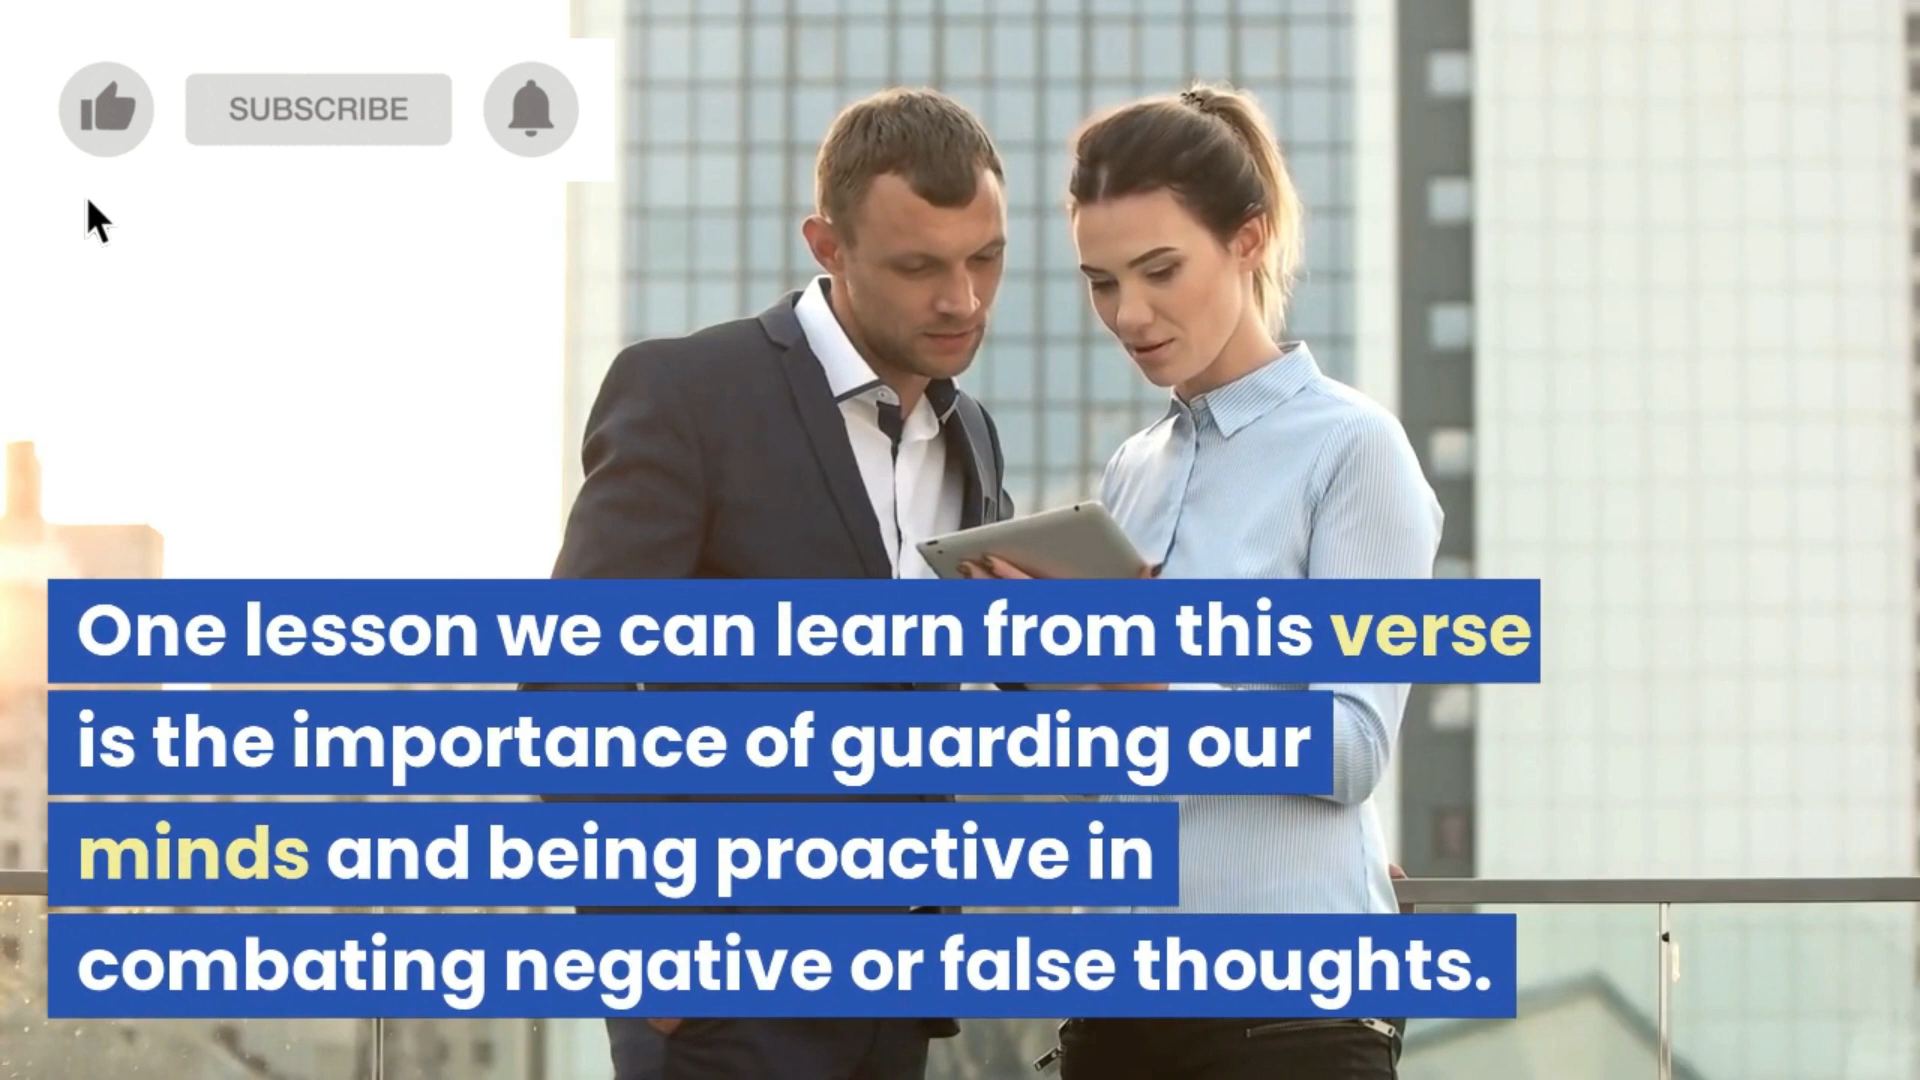 SUBSCRIBE
One lesson we can learn from this verse
is the importance of guarding our
minds and being proactive in
combating negative or false thoughts.